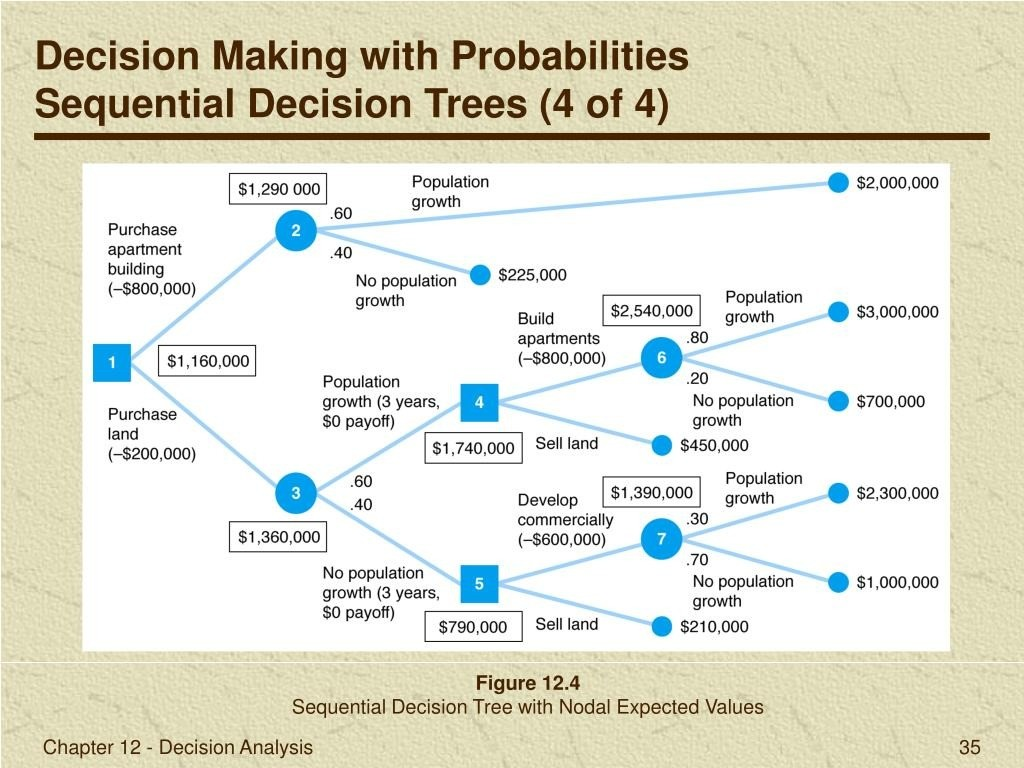 Decision Making with Probabilities
Sequential Decision Trees (4 of 4)
$1,290 000
Population
growth
$2,000,000
.60
2
.40
Purchase
apartment
building
(–$800,000)
No population
growth
$225,000
1
$1,160,000
Build
apartments
(–$800,000)
$2,540,000
Population
growth
$3,000,000
.80
6
.20
No population
growth
$700,000
Population
growth (3 years,
$0 payoff)
4
$1,740,000
Sell land
$450,000
Purchase
land
(–$200,000)
3
.60
.40
$1,360,000
Develop
commercially
(–$600,000)
$1,390,000
Population
growth
$2,300,000
.30
7
.70
No population
growth
$1,000,000
No population
growth (3 years,
$0 payoff)
5
$790,000
Sell land
$210,000
Figure 12.4
Sequential Decision Tree with Nodal Expected Values
Chapter 12 - Decision Analysis
35